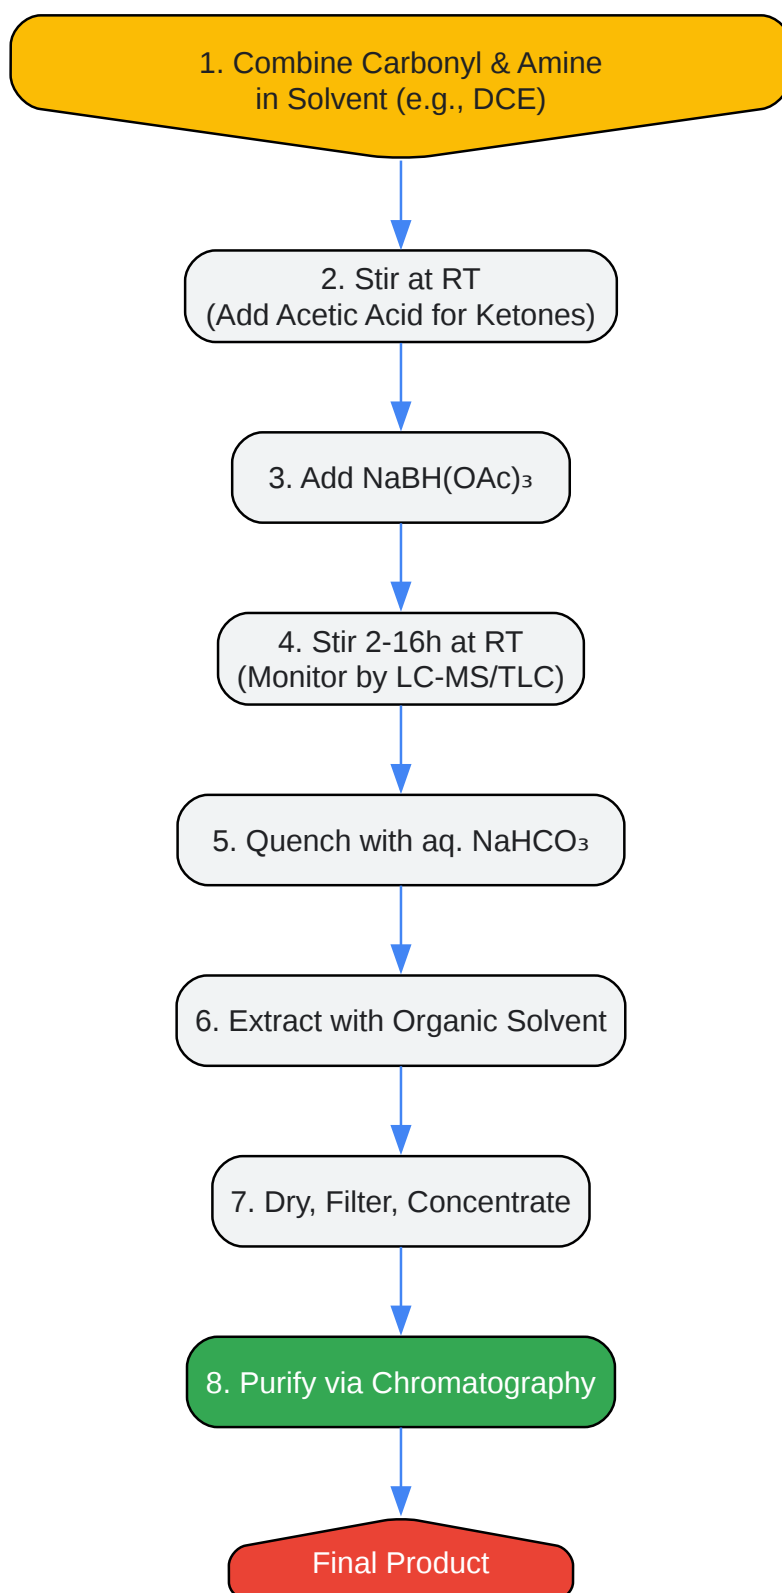 1. Combine Carbonyl & Amine
in Solvent (e.g., DCE)
2. Stir at RT
(Add Acetic Acid for Ketones)
3. Add NaBH(OAc)₃
4. Stir 2-16h at RT
(Monitor by LC-MS/TLC)
5. Quench with aq. NaHCO₃
6. Extract with Organic Solvent
7. Dry, Filter, Concentrate
8. Purify via Chromatography
Final Product